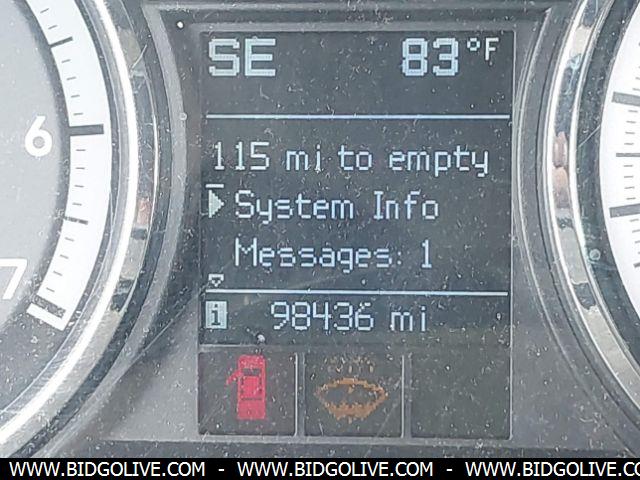 SE 83°F
115 mi to empty
System Info
Messages: 1
98436 mi
6
7
WWW.BIDGOLIVE.COM - WWW.BIDGOLIVE.COM - WWW.BIDGOLIVE.COM